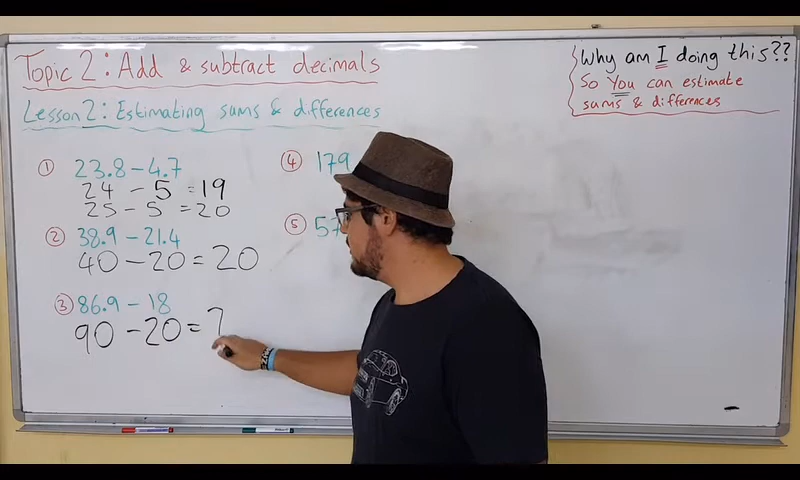 Topic 2: Add & subtract decimals
Lesson 2: Estimating sums & differences
Why am I doing this??
So You can estimate
sums & differences
① 23.8 – 4.7
24 – 5 = 19
25 – 5 = 20
② 38.9 – 21.4
40 – 20 = 20
③ 86.9 – 18
90 – 20 = 7
④ 179
⑤ 57